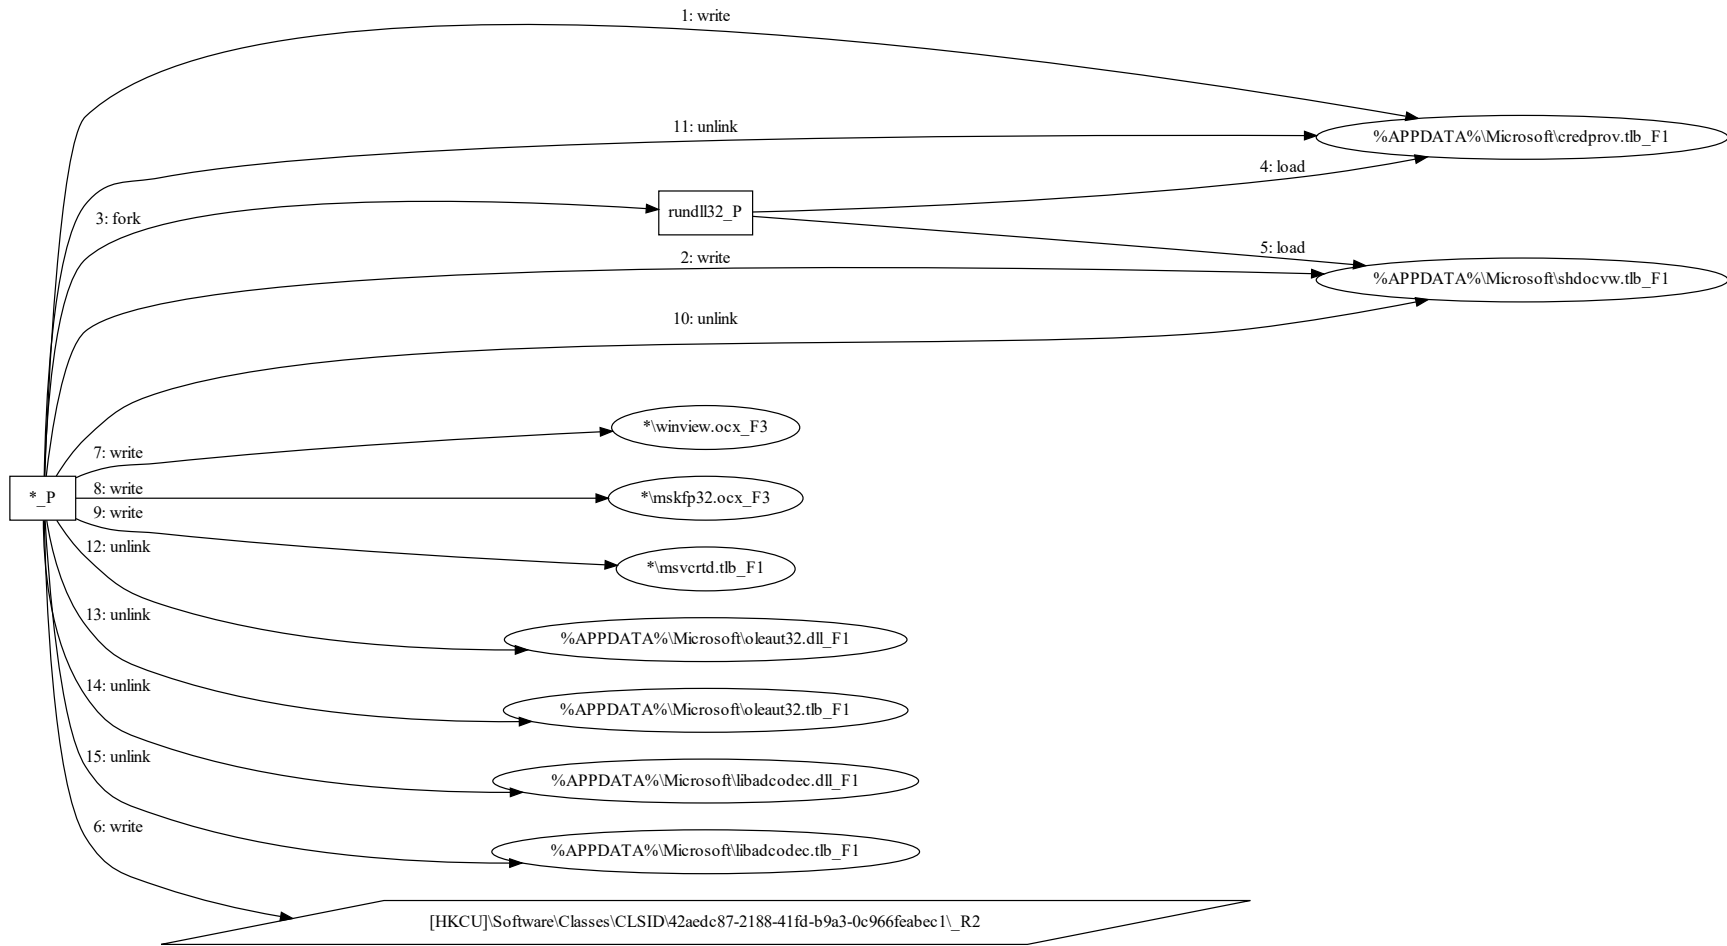 1: write
11: unlink
%APPDATA%\Microsoft\credprov.tlb_F1
4: load
3: fork
rundll32_P
5: load
2: write
%APPDATA%\Microsoft\shdocvw.tlb_F1
10: unlink
*\winview.ocx_F3
7: write
8: write
*_P
*\mskfp32.ocx_F3
9: write
12: unlink
*\msvcrtd.tlb_F1
13: unlink
%APPDATA%\Microsoft\oleaut32.dll_F1
14: unlink
%APPDATA%\Microsoft\oleaut32.tlb_F1
15: unlink
%APPDATA%\Microsoft\libadcodec.dll_F1
6: write
%APPDATA%\Microsoft\libadcodec.tlb_F1
[HKCU]\Software\Classes\CLSID\42aedc87-2188-41fd-b9a3-0c966feabec1\_R2